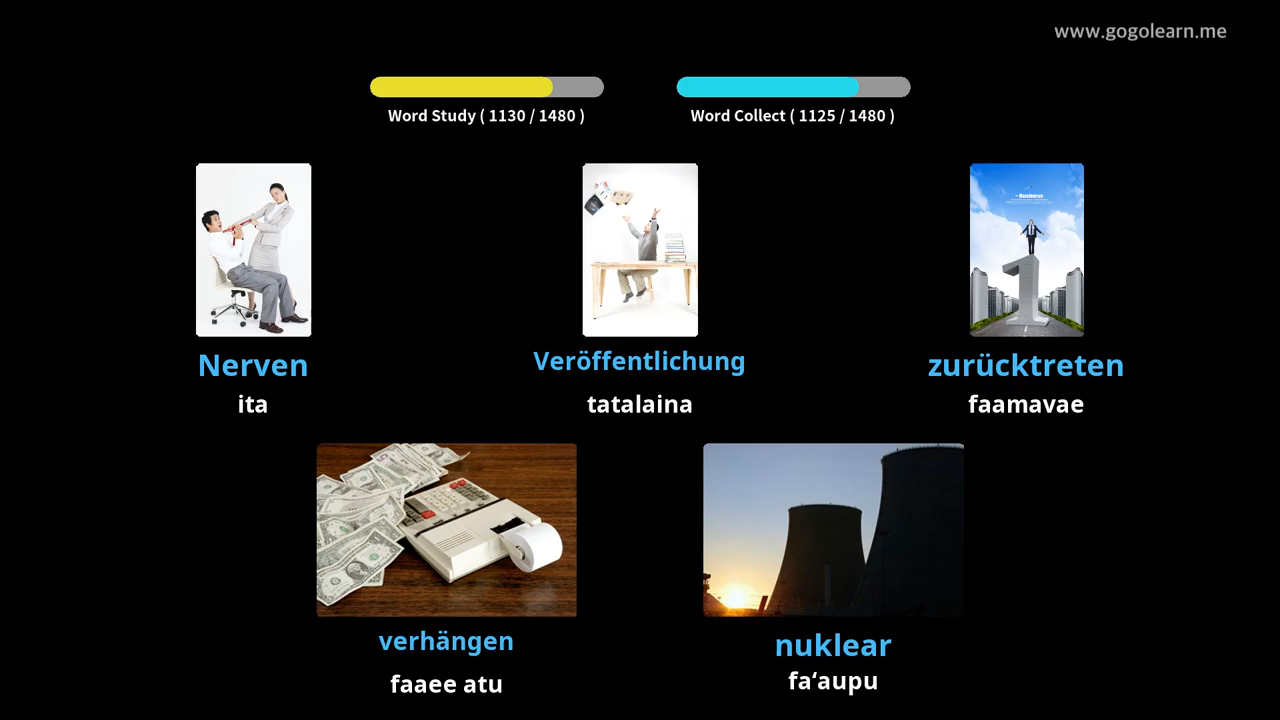 www.gogolearn.me
Word Study ( 1130 / 1480 )
Word Collect ( 1125 / 1480 )
Business
Nerven
Veröffentlichung
zurücktreten
ita
tatalaina
faamavae
verhängen
nuklear
faaee atu
fa‘aupu